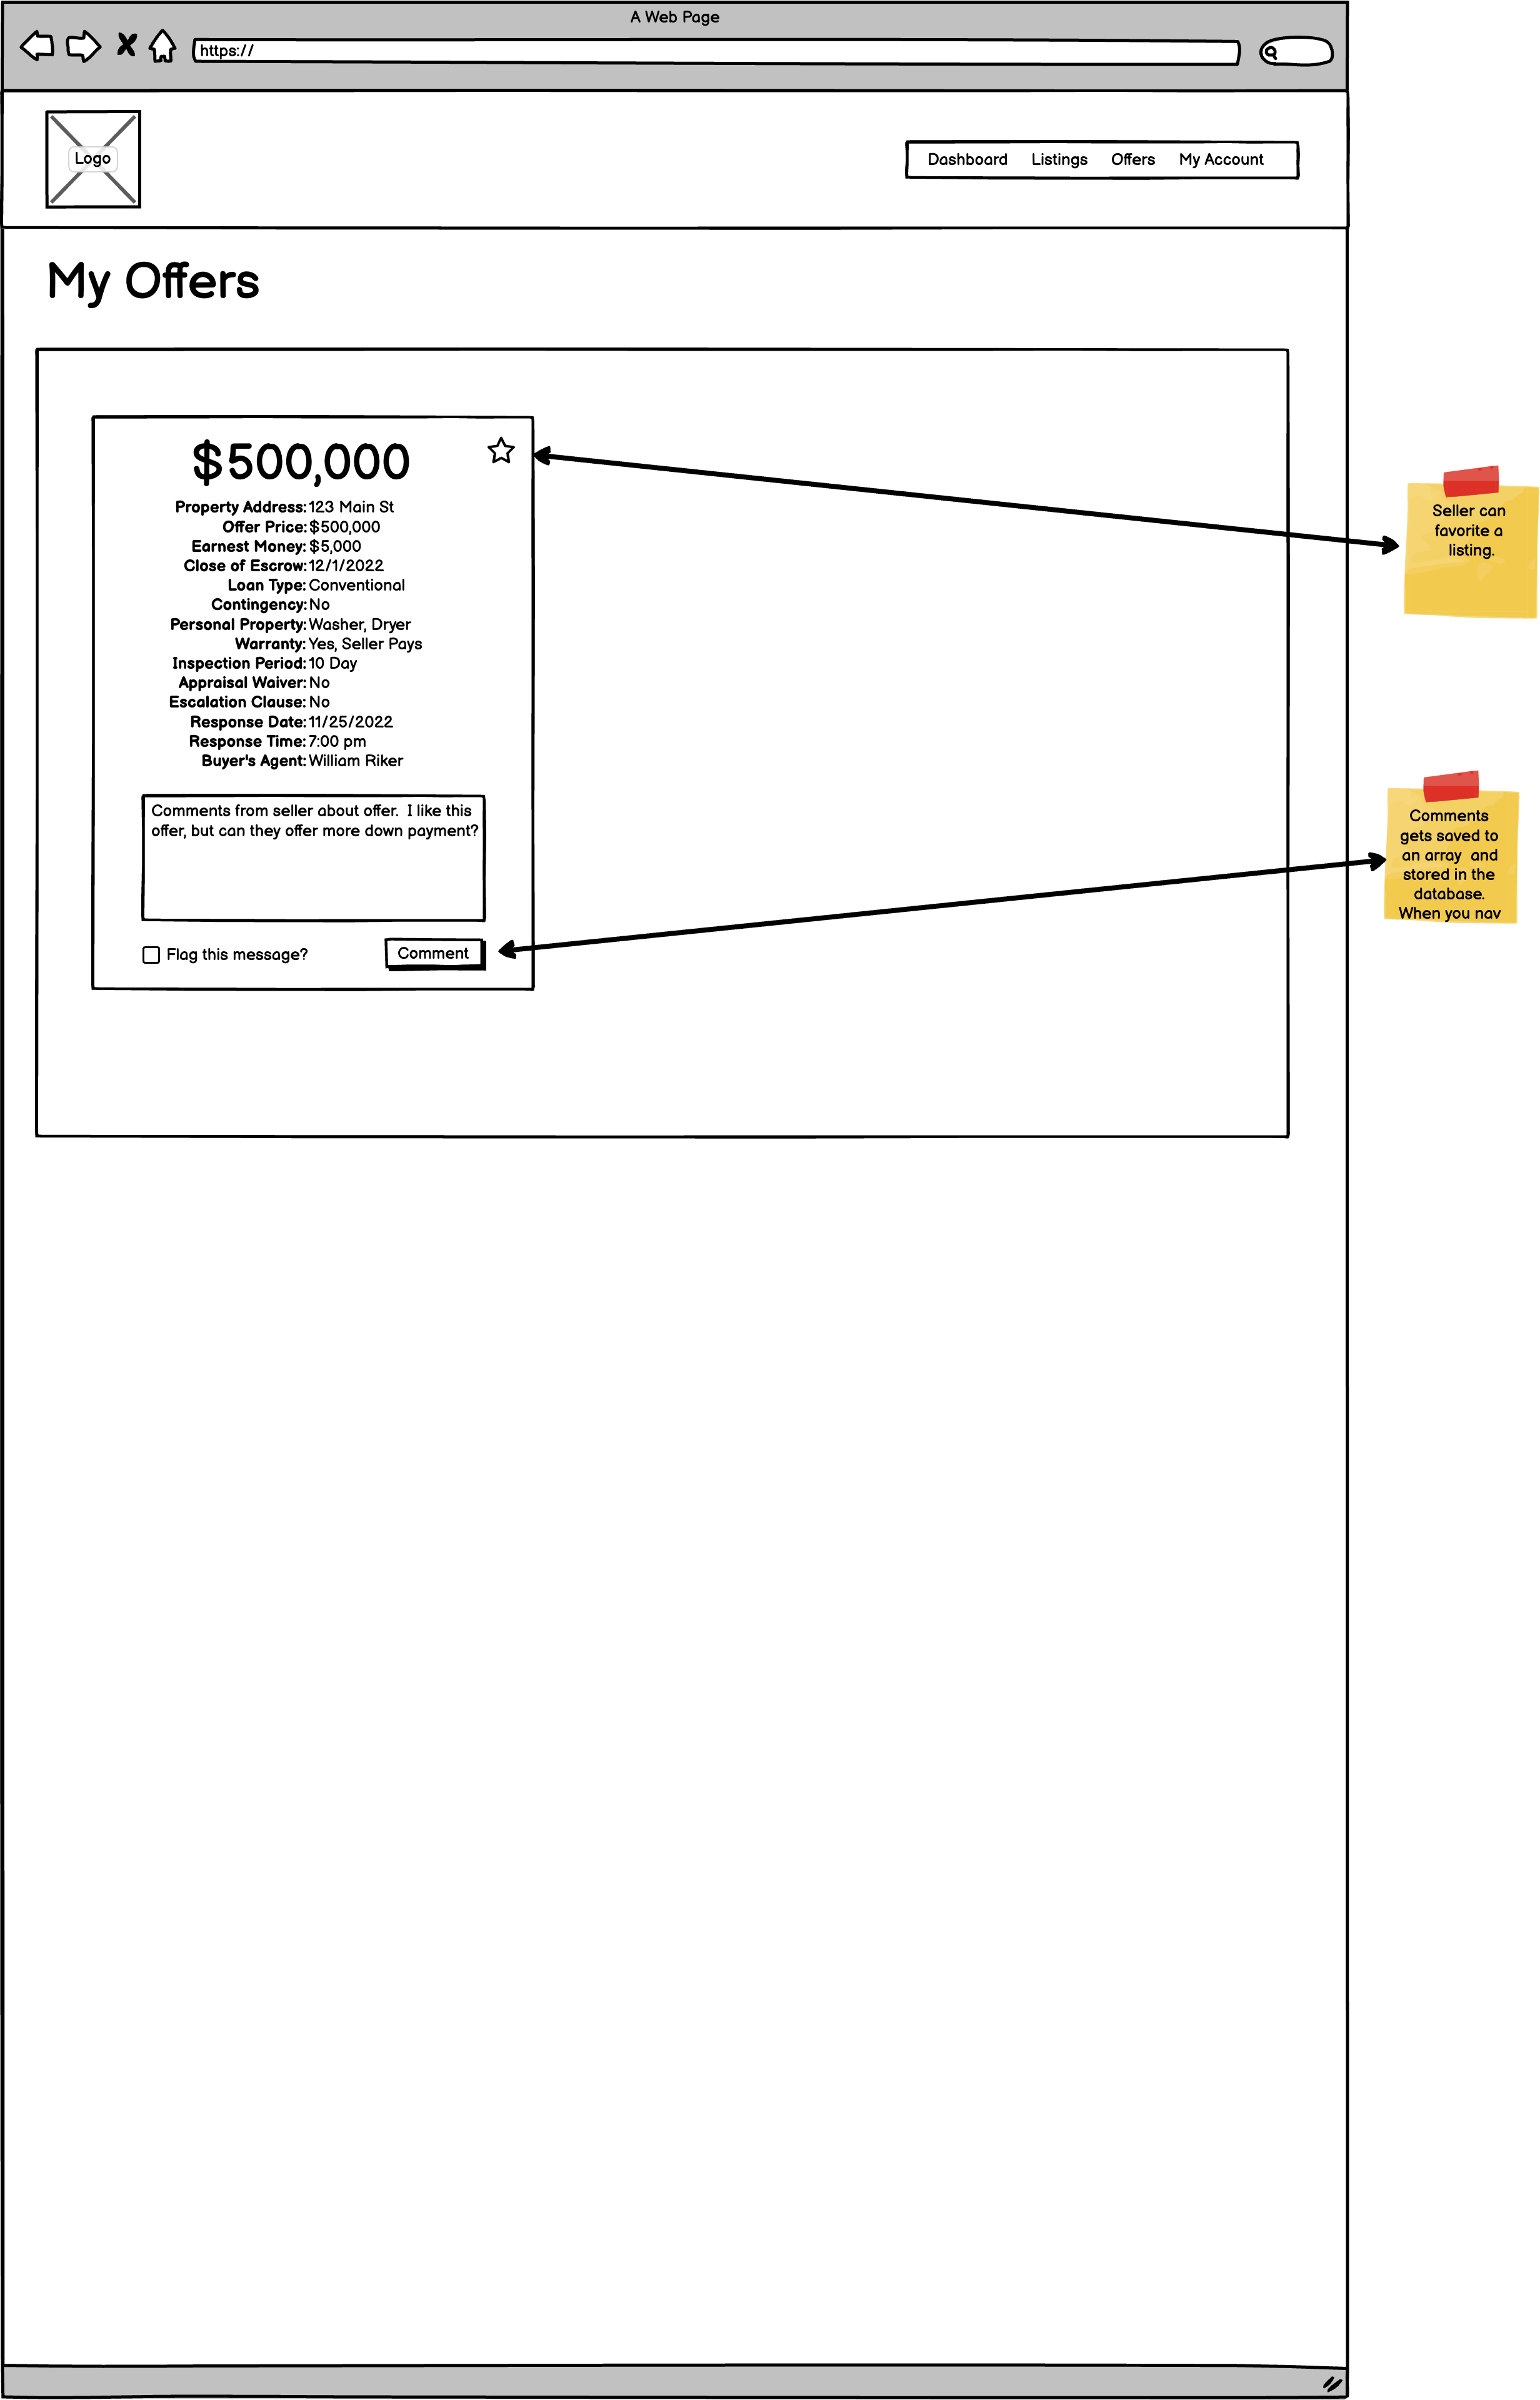 A Web Page
https://
Logo
Dashboard Listings Offers My Account
My Offers
$500,000
Property Address: 123 Main St
Offer Price: $500,000
Earnest Money: $5,000
Close of Escrow: 12/1/2022
Loan Type: Conventional
Contingency: No
Personal Property: Washer, Dryer
Warranty: Yes, Seller Pays
Inspection Period: 10 Day
Appraisal Waiver: No
Escalation Clause: No
Response Date: 11/25/2022
Response Time: 7:00 pm
Buyer's Agent: William Riker
Comments from seller about offer.  I like this
offer, but can they offer more down payment?
Flag this message?
Comment
Seller can
favorite a
listing.
Comments
gets saved to
an array  and
stored in the
database.
When you nav